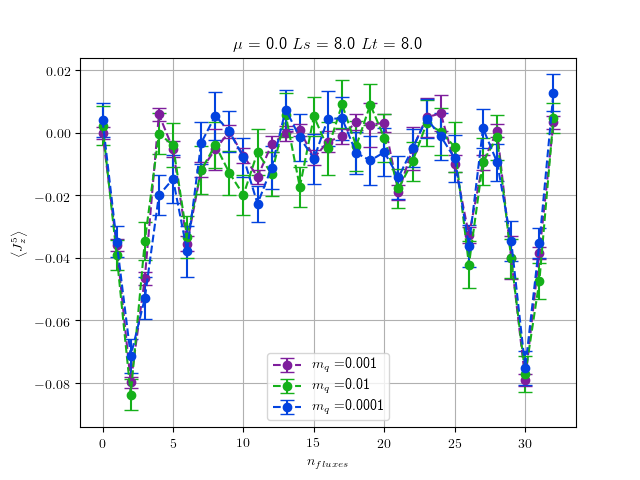 μ = 0.0 Ls = 8.0 Lt = 8.0
⟨J_z^5⟩
0.02
0.00
−0.02
−0.04
−0.06
−0.08
m_q =0.001
m_q =0.01
m_q =0.0001
0 5 10 15 20 25 30
n_{fluxes}